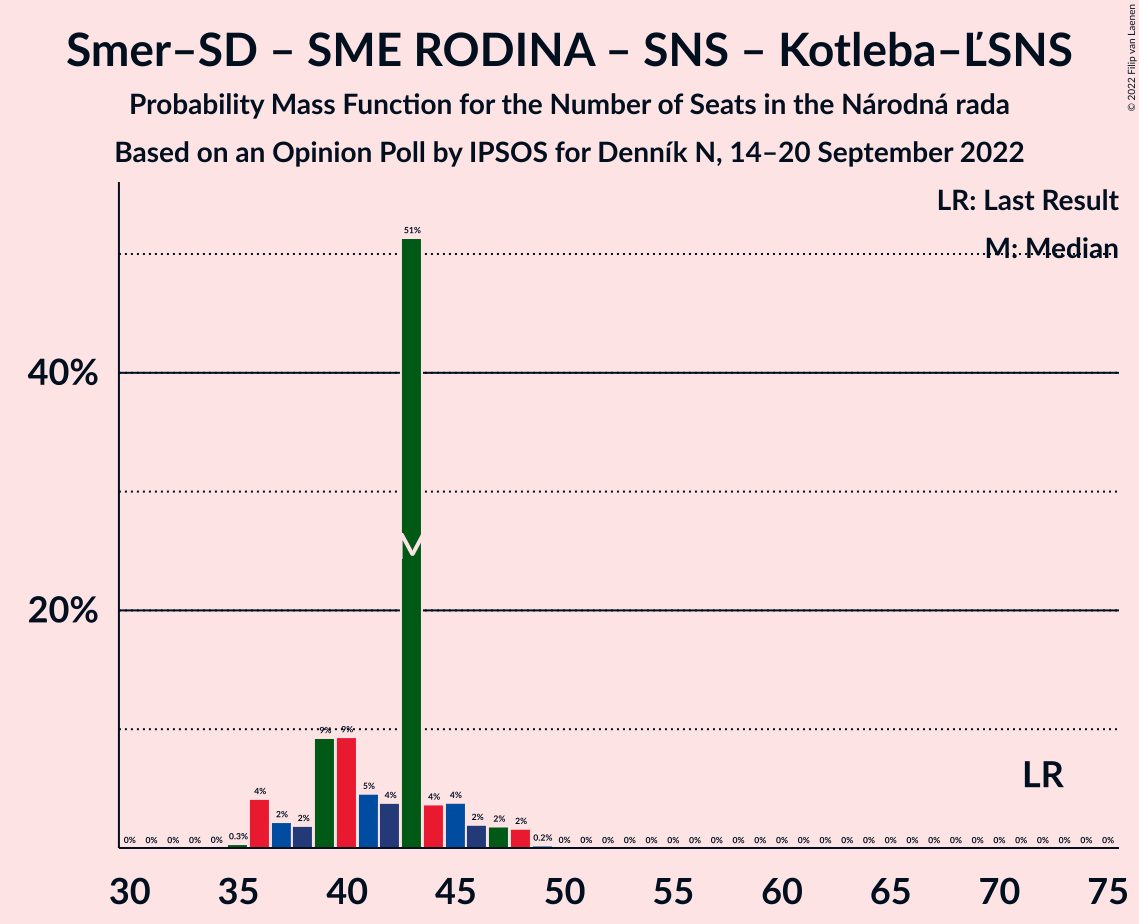 Smer–SD – SME RODINA – SNS – Kotleba–ĽSNS
Probability Mass Function for the Number of Seats in the Národná rada
Based on an Opinion Poll by IPSOS for Denník N, 14–20 September 2022
© 2022 Filip van Laenen
LR: Last Result
M: Median
40%
20%
0% 0% 0% 0% 0% 0.3% 4% 2% 2% 9% 9% 5% 4% 51% 4% 4% 2% 2% 2% 0.2% 0% 0% 0% 0% 0% 0% 0% 0% 0% 0% 0% 0% 0% 0% 0% 0% 0% 0% 0% 0% 0% 0% 0% 0% 0% 0%
M
LR
30 35 40 45 50 55 60 65 70 75